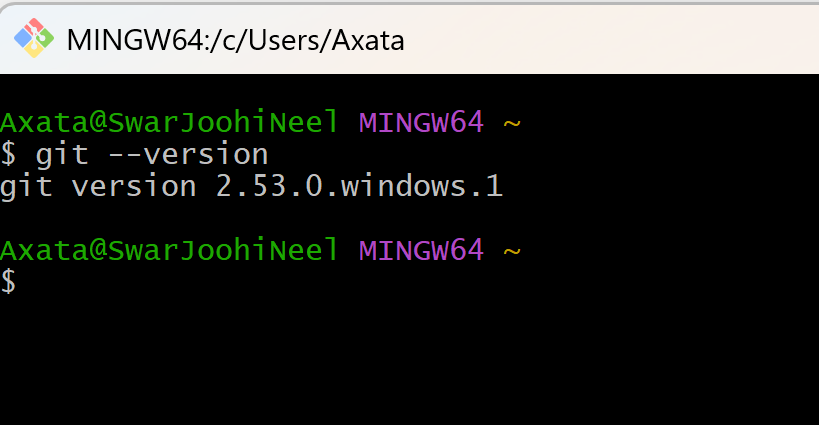 MINGW64:/c/Users/Axata
Axata@SwarJoohiNeel MINGW64 ~
$ git --version
git version 2.53.0.windows.1
Axata@SwarJoohiNeel MINGW64 ~
$